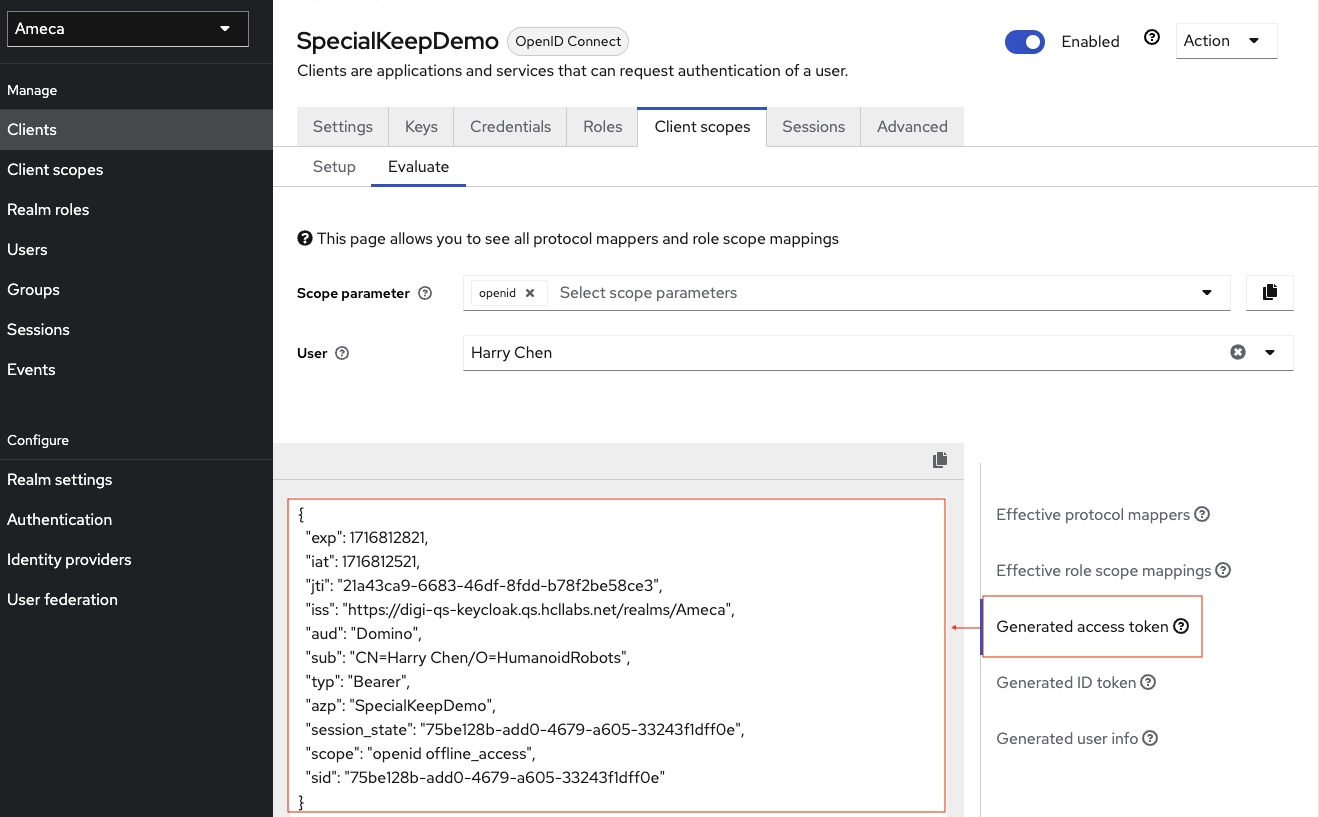 Ameca
Manage
Clients
Client scopes
Realm roles
Users
Groups
Sessions
Events
Configure
Realm settings
Authentication
Identity providers
User federation
SpecialKeepDemo OpenID Connect
Enabled
Action
Clients are applications and services that can request authentication of a user.
Settings Keys Credentials Roles Client scopes Sessions Advanced
Setup Evaluate
This page allows you to see all protocol mappers and role scope mappings
Scope parameter openid Select scope parameters
User Harry Chen
{
"exp": 1716812821,
"iat": 1716812521,
"jti": "21a43ca9-6683-46df-8fdd-b78f2be58ce3",
"iss": "https://digi-qs-keycloak.qs.hcllabs.net/realms/Ameca",
"aud": "Domino",
"sub": "CN=Harry Chen/O=HumanoidRobots",
"typ": "Bearer",
"azp": "SpecialKeepDemo",
"session_state": "75be128b-add0-4679-a605-33243f1dff0e",
"scope": "openid offline_access",
"sid": "75be128b-add0-4679-a605-33243f1dff0e"
}
Effective protocol mappers
Effective role scope mappings
Generated access token
Generated ID token
Generated user info